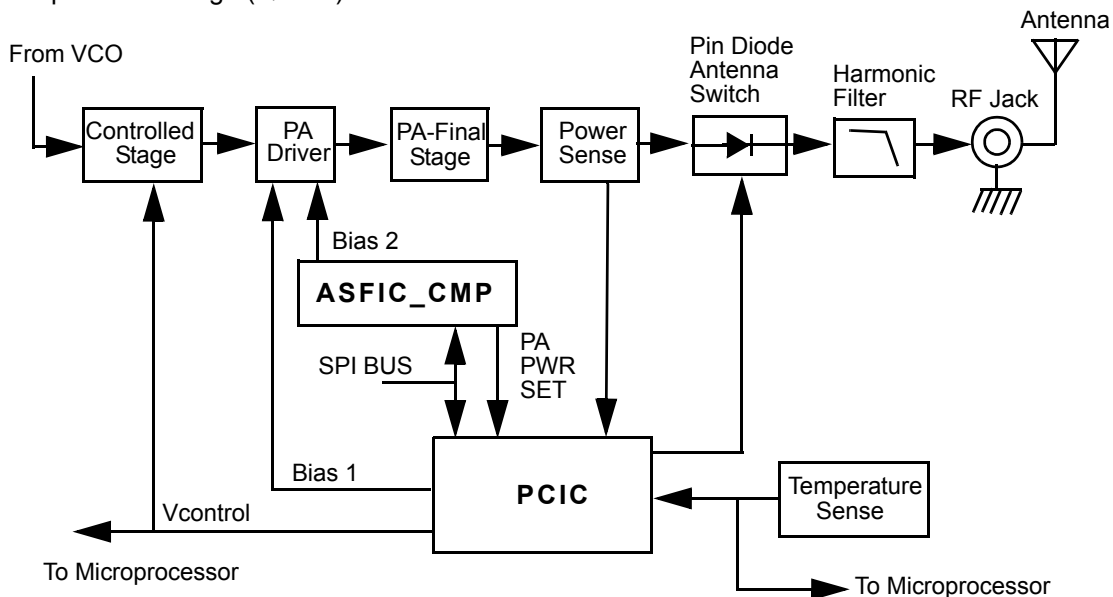 Antenna
From VCO
Pin Diode
Antenna
Switch
Harmonic
Filter
RF Jack
Controlled
Stage
PA
Driver
PA-Final
Stage
Power
Sense
Bias 2
ASFIC_CMP
SPI BUS
PA
PWR
SET
Bias 1
PCIC
Temperature
Sense
Vcontrol
To Microprocessor
To Microprocessor